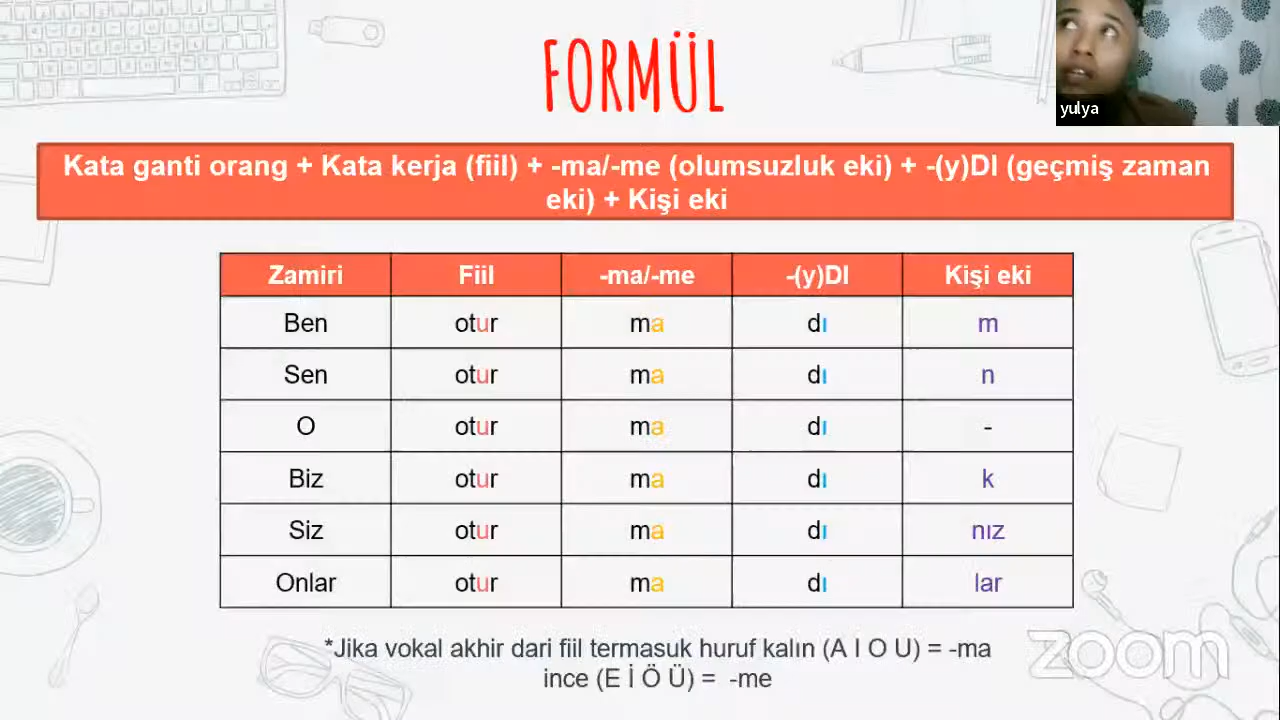 FORMÜL
yulya
Kata ganti orang + Kata kerja (fiil) + -ma/-me (olumsuzluk eki) + -(y)DI (geçmiş zaman
eki) + Kişi eki
Zamiri Fiil -ma/-me -(y)DI Kişi eki
Ben otur ma dı m
Sen otur ma dı n
O otur ma dı -
Biz otur ma dı k
Siz otur ma dı nız
Onlar otur ma dı lar
*Jika vokal akhir dari fiil termasuk huruf kalın (A I O U) = -ma
ince (E İ Ö Ü) = -me
zoom